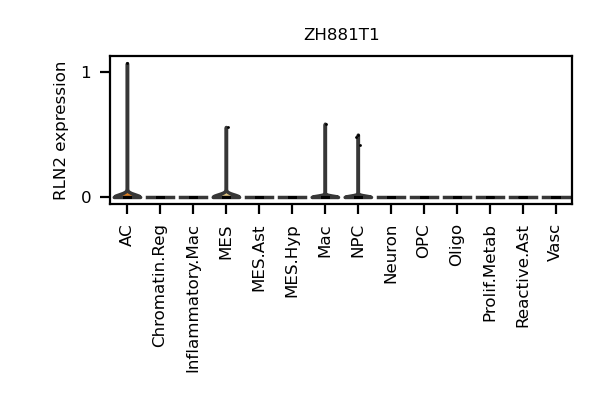 ZH881T1
RLN2 expression
1
0
AC
Chromatin.Reg
Inflammatory.Mac
MES
MES.Ast
MES.Hyp
Mac
NPC
Neuron
OPC
Oligo
Prolif.Metab
Reactive.Ast
Vasc